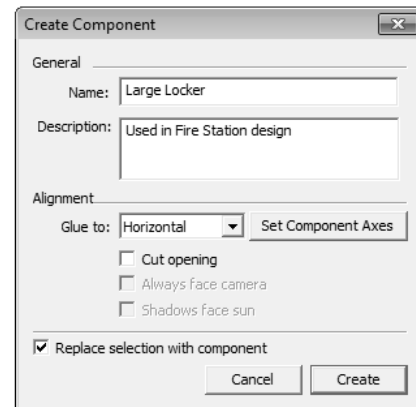 Create Component
General
Name: Large Locker
Description: Used in Fire Station design
Alignment
Glue to: Horizontal Set Component Axes
Cut opening
Always face camera
Shadows face sun
Replace selection with component
Cancel Create